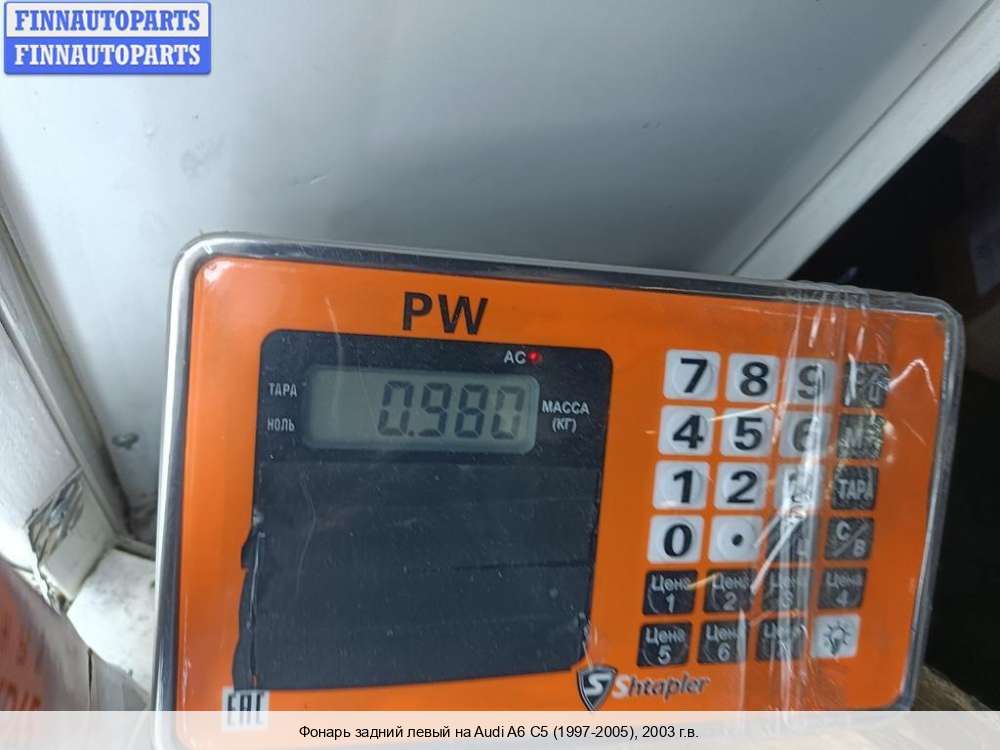 FINNAUTOPARTS
FINNAUTOPARTS
PW
AC
ТАРА
НОЛЬ
0.980
МАССА
(КГ)
7 8 9
4 5 6
1 2 ТАРА
0 . C/B
Цена 1 Цена 2 Цена 3 Цена 4
Цена 5 Цена 6
Shtapler
EAC
Фонарь задний левый на Audi A6 C5 (1997-2005), 2003 г.в.